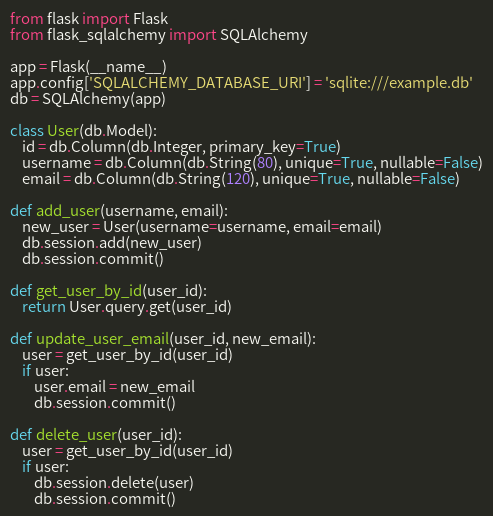 from flask import Flask
from flask_sqlalchemy import SQLAlchemy

app = Flask(__name__)
app.config['SQLALCHEMY_DATABASE_URI'] = 'sqlite:///example.db'
db = SQLAlchemy(app)

class User(db.Model):
    id = db.Column(db.Integer, primary_key=True)
    username = db.Column(db.String(80), unique=True, nullable=False)
    email = db.Column(db.String(120), unique=True, nullable=False)

def add_user(username, email):
    new_user = User(username=username, email=email)
    db.session.add(new_user)
    db.session.commit()

def get_user_by_id(user_id):
    return User.query.get(user_id)

def update_user_email(user_id, new_email):
    user = get_user_by_id(user_id)
    if user:
        user.email = new_email
        db.session.commit()

def delete_user(user_id):
    user = get_user_by_id(user_id)
    if user:
        db.session.delete(user)
        db.session.commit()